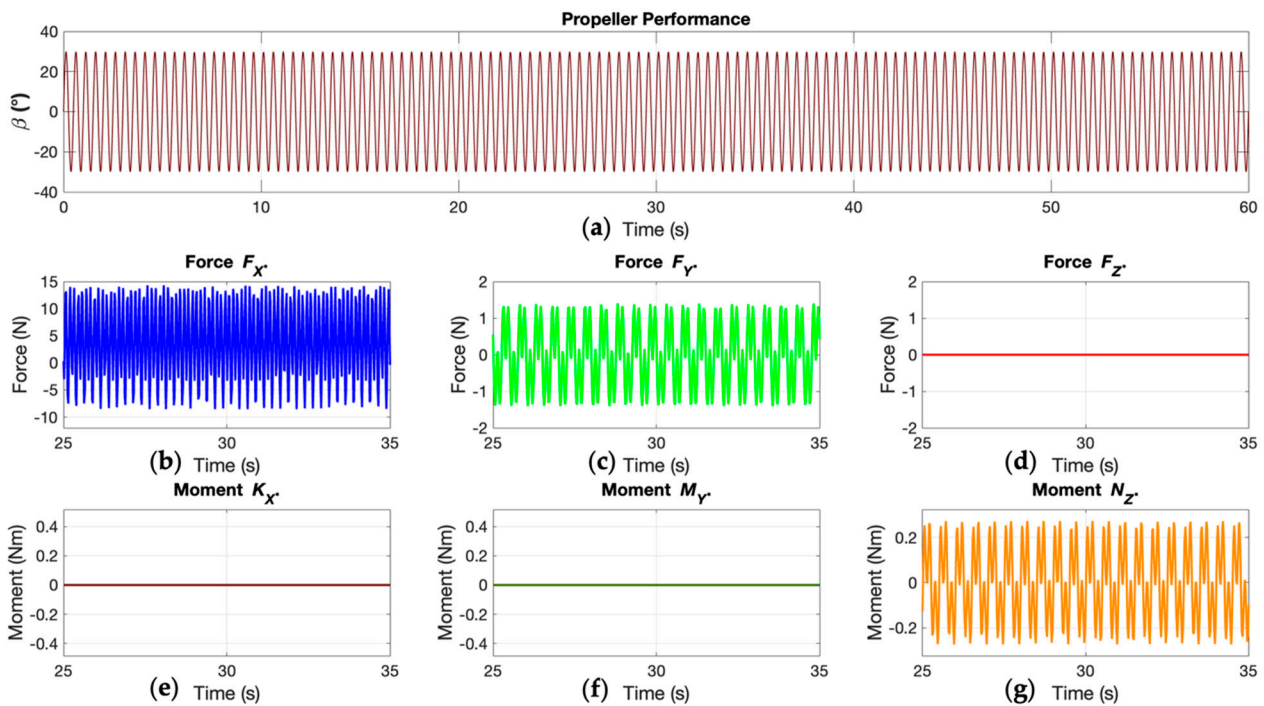 Propeller Performance
40
20
0
-20
-40
β (°)
0 10 20 30 40 50 60
(a) Time (s)
Force F_X*
15
10
5
0
-5
-10
Force (N)
25 30 35
(b) Time (s)
Force F_Y*
2
1
0
-1
-2
Force (N)
25 30 35
(c) Time (s)
Force F_Z*
2
1
0
-1
-2
Force (N)
25 30 35
(d) Time (s)
Moment K_X*
0.4
0.2
0
-0.2
-0.4
Moment (Nm)
25 30 35
(e) Time (s)
Moment M_Y*
0.4
0.2
0
-0.2
-0.4
Moment (Nm)
25 30 35
(f) Time (s)
Moment N_Z*
0.2
0
-0.2
Moment (Nm)
25 30 35
(g) Time (s)